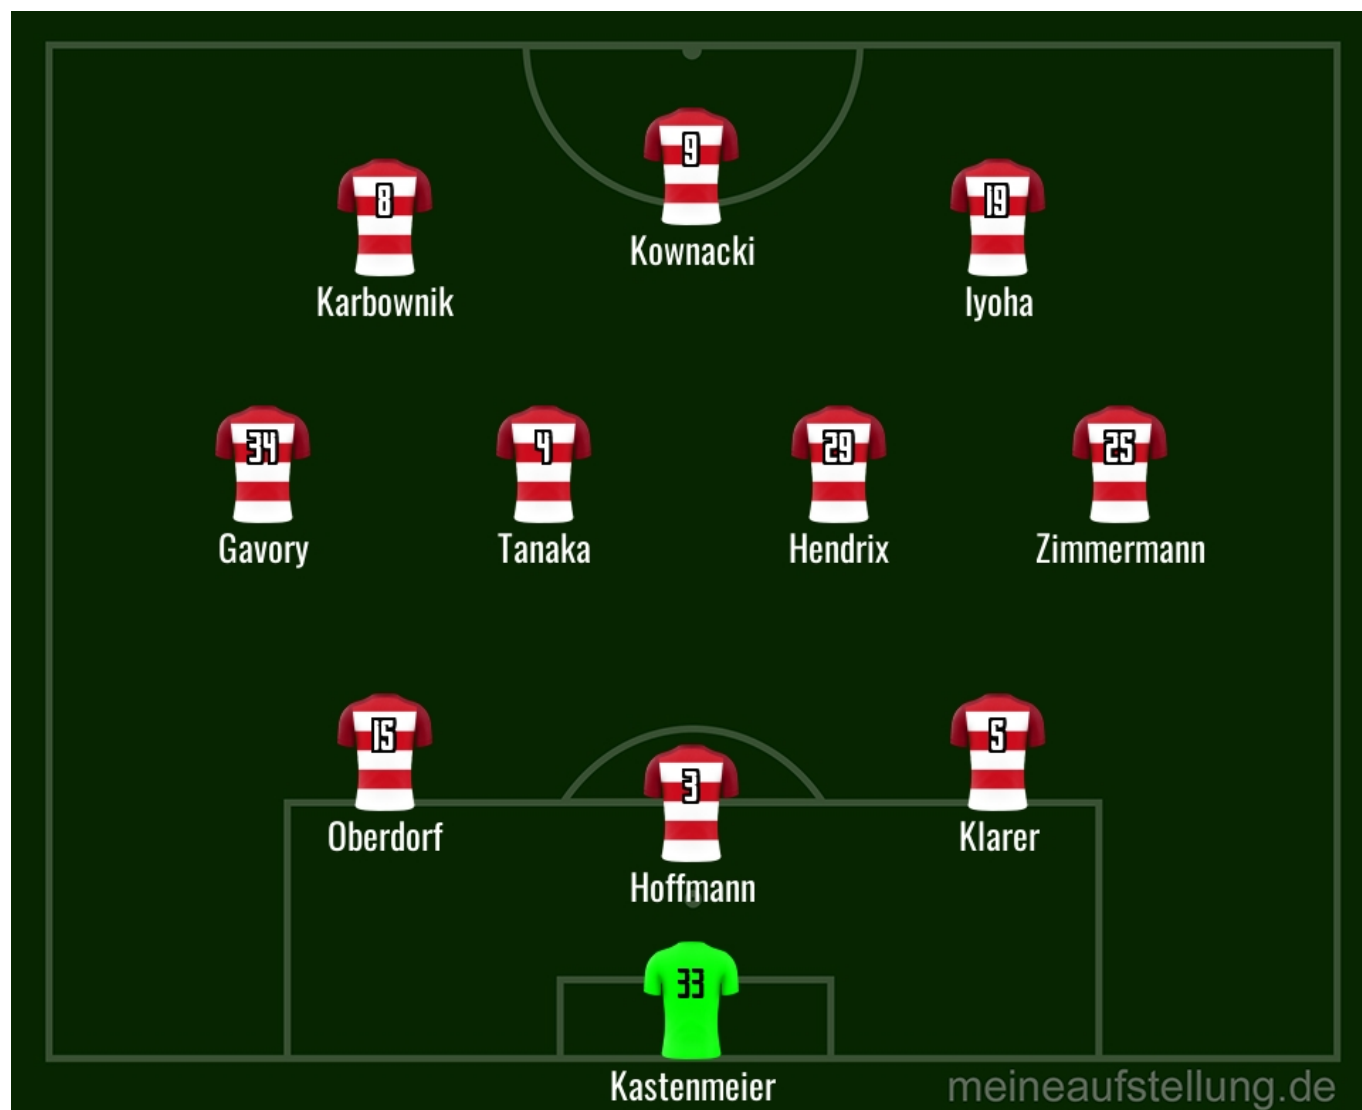 9
Kownacki
8
Karbownik
19
Iyoha
34
Gavory
4
Tanaka
29
Hendrix
25
Zimmermann
15
Oberdorf
3
Hoffmann
5
Klarer
33
Kastenmeier
meineaufstellung.de